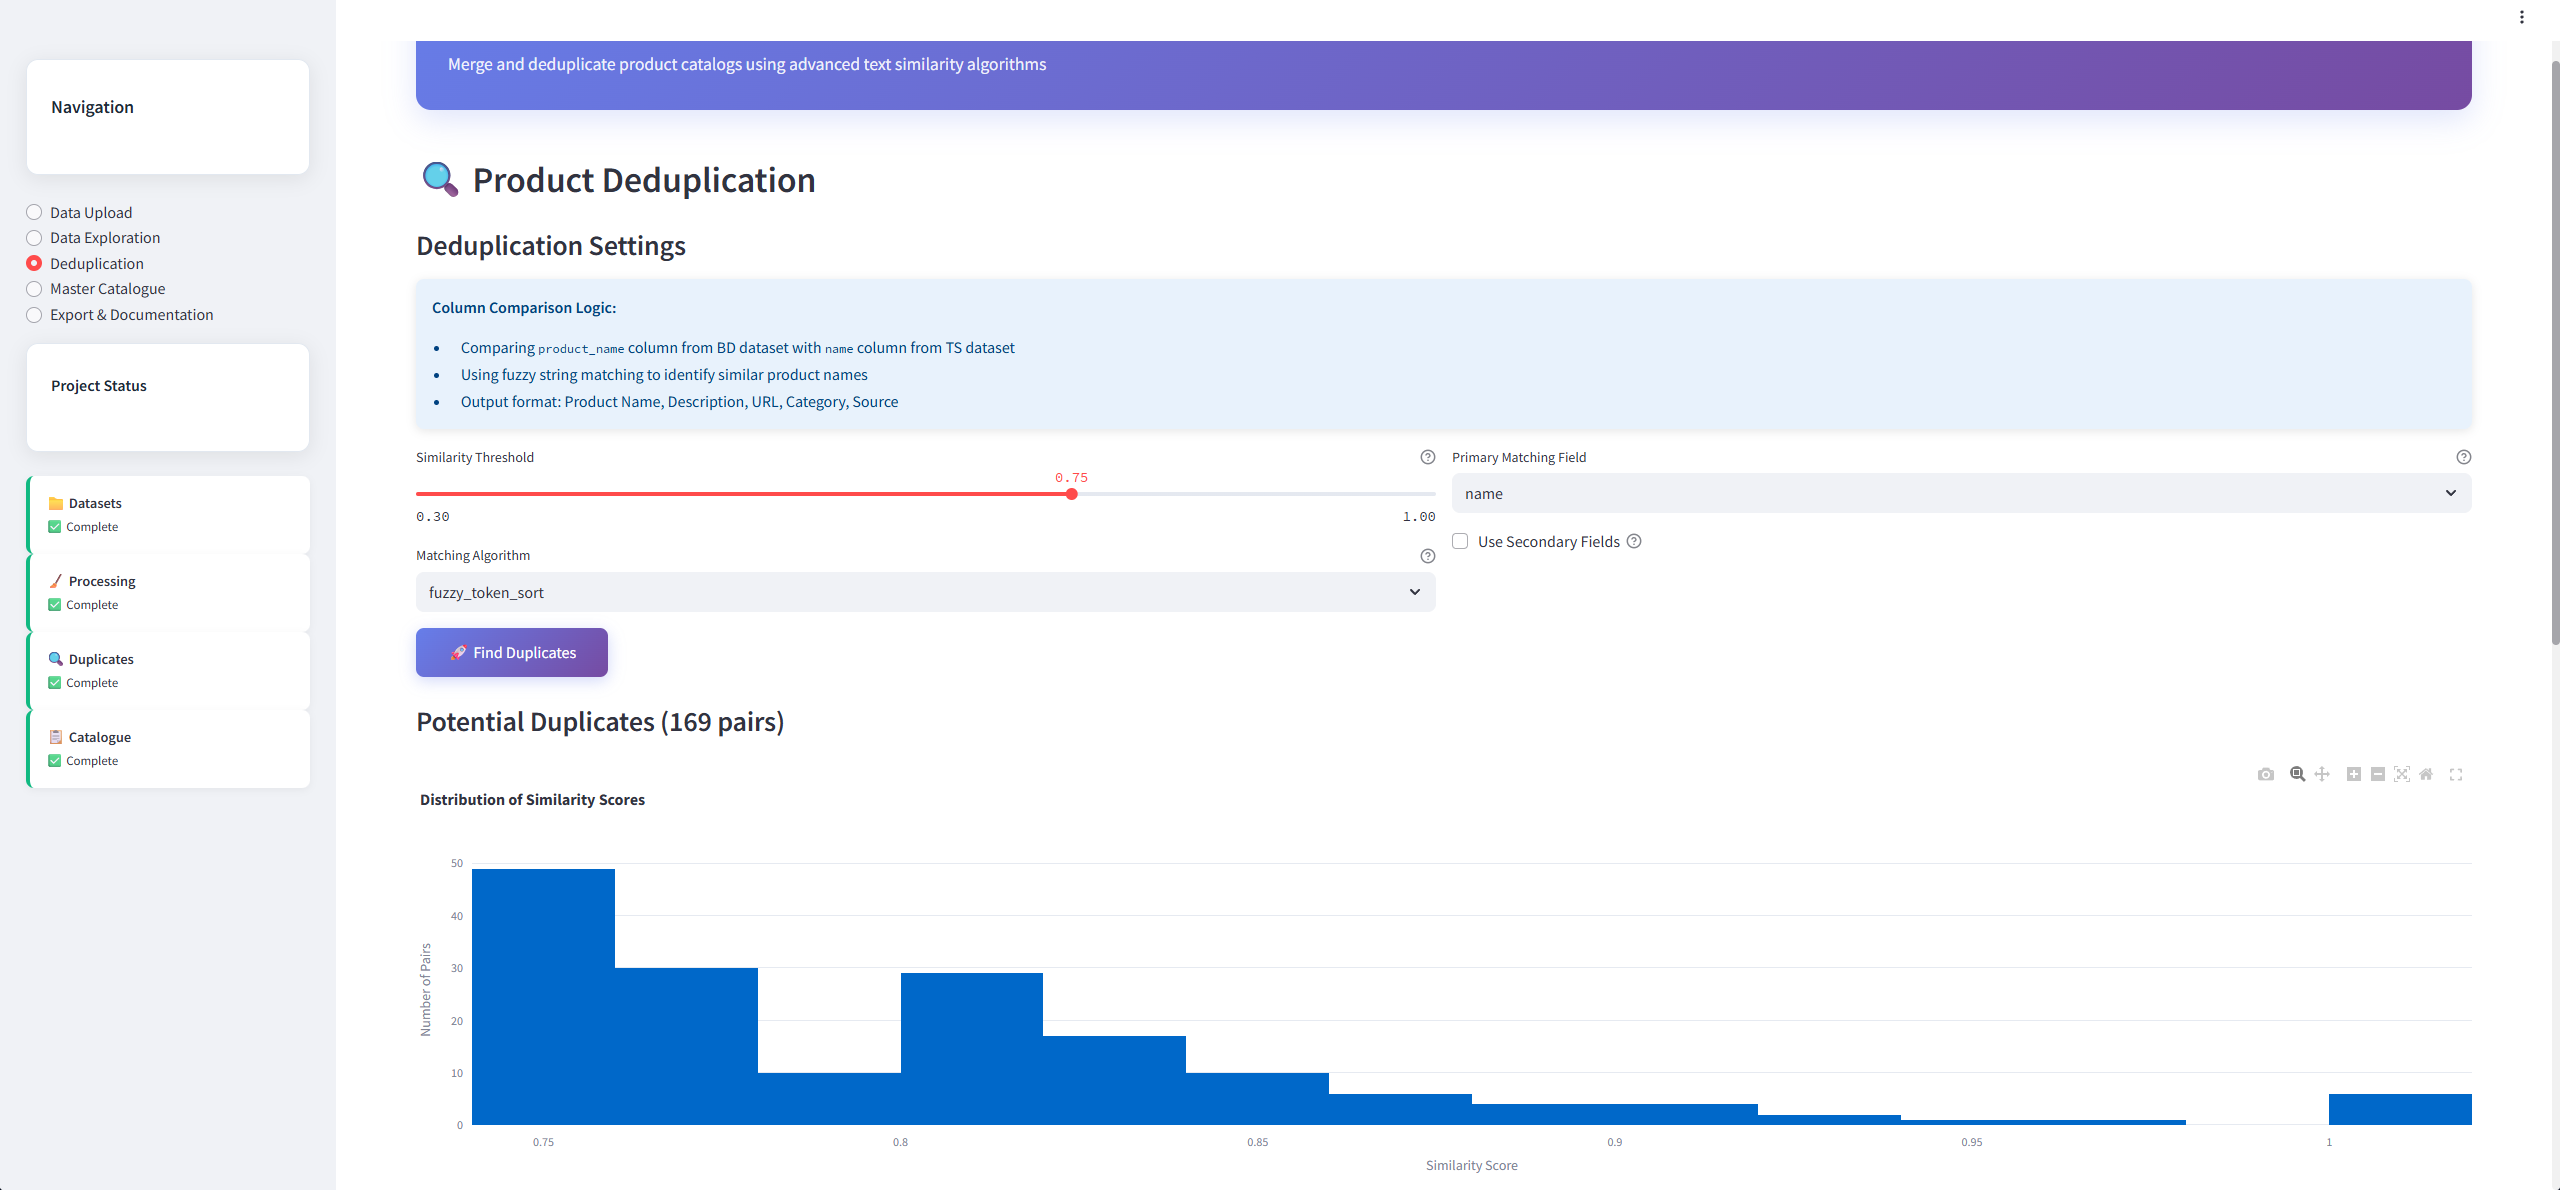 Navigation
Data Upload
Data Exploration
Deduplication
Master Catalogue
Export & Documentation
Project Status
Datasets
Complete
Processing
Complete
Duplicates
Complete
Catalogue
Complete
Merge and deduplicate product catalogs using advanced text similarity algorithms
Product Deduplication
Deduplication Settings
Column Comparison Logic:
• Comparing product_name column from BD dataset with name column from TS dataset
• Using fuzzy string matching to identify similar product names
• Output format: Product Name, Description, URL, Category, Source
Similarity Threshold
0.75
0.30 1.00
Matching Algorithm
fuzzy_token_sort
Primary Matching Field
name
Use Secondary Fields
Find Duplicates
Potential Duplicates (169 pairs)
Distribution of Similarity Scores
50
40
30
20
10
0
Number of Pairs
0.75 0.8 0.85 0.9 0.95 1
Similarity Score